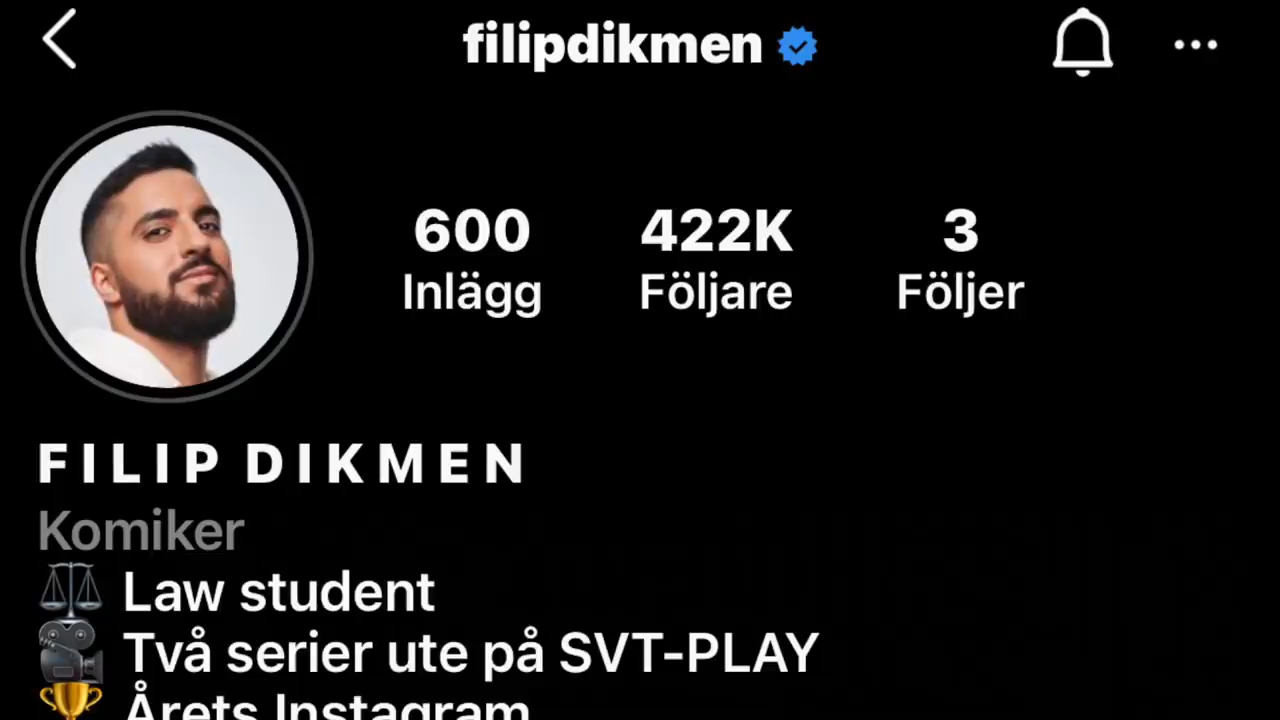 filipdikmen
600 422K 3
Inlägg Följare Följer
FILIP DIKMEN
Komiker
Law student
Två serier ute på SVT-PLAY
Årets Instagram